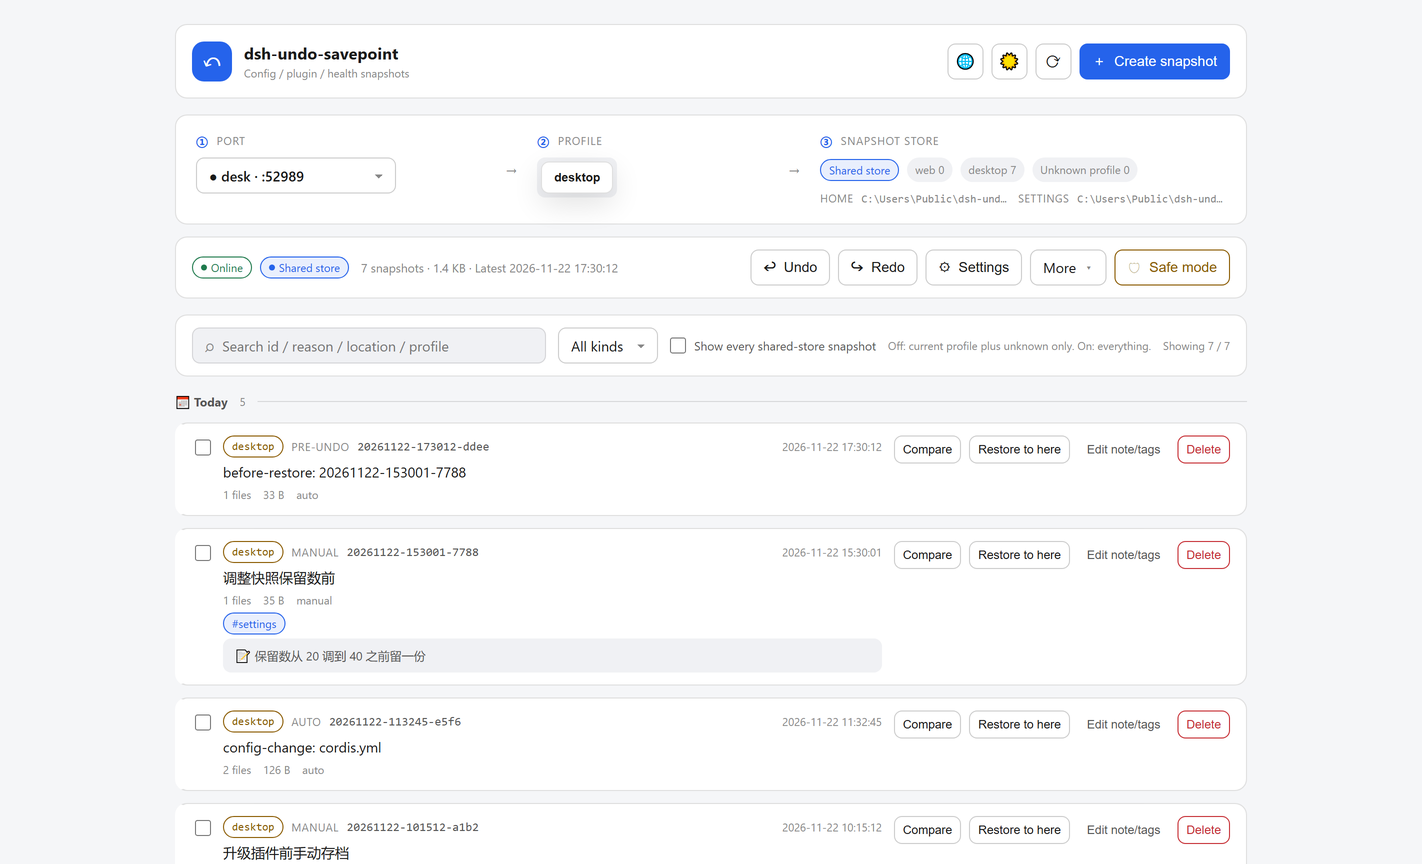 dsh-undo-savepoint
Config / plugin / health snapshots
+ Create snapshot
① PORT
● desk · :52989
→
② PROFILE
desktop
→
③ SNAPSHOT STORE
Shared store web 0 desktop 7 Unknown profile 0
HOME C:\Users\Public\dsh-und… SETTINGS C:\Users\Public\dsh-und…
Online Shared store 7 snapshots · 1.4 KB · Latest 2026-11-22 17:30:12
Undo Redo Settings More Safe mode
Search id / reason / location / profile All kinds Show every shared-store snapshot Off: current profile plus unknown only. On: everything. Showing 7 / 7
Today 5
desktop PRE-UNDO 20261122-173012-ddee 2026-11-22 17:30:12 Compare Restore to here Edit note/tags Delete
before-restore: 20261122-153001-7788
1 files 33 B auto
desktop MANUAL 20261122-153001-7788 2026-11-22 15:30:01 Compare Restore to here Edit note/tags Delete
调整快照保留数前
1 files 35 B manual
#settings
保留数从 20 调到 40 之前留一份
desktop AUTO 20261122-113245-e5f6 2026-11-22 11:32:45 Compare Restore to here Edit note/tags Delete
config-change: cordis.yml
2 files 126 B auto
desktop MANUAL 20261122-101512-a1b2 2026-11-22 10:15:12 Compare Restore to here Edit note/tags Delete
升级插件前手动存档